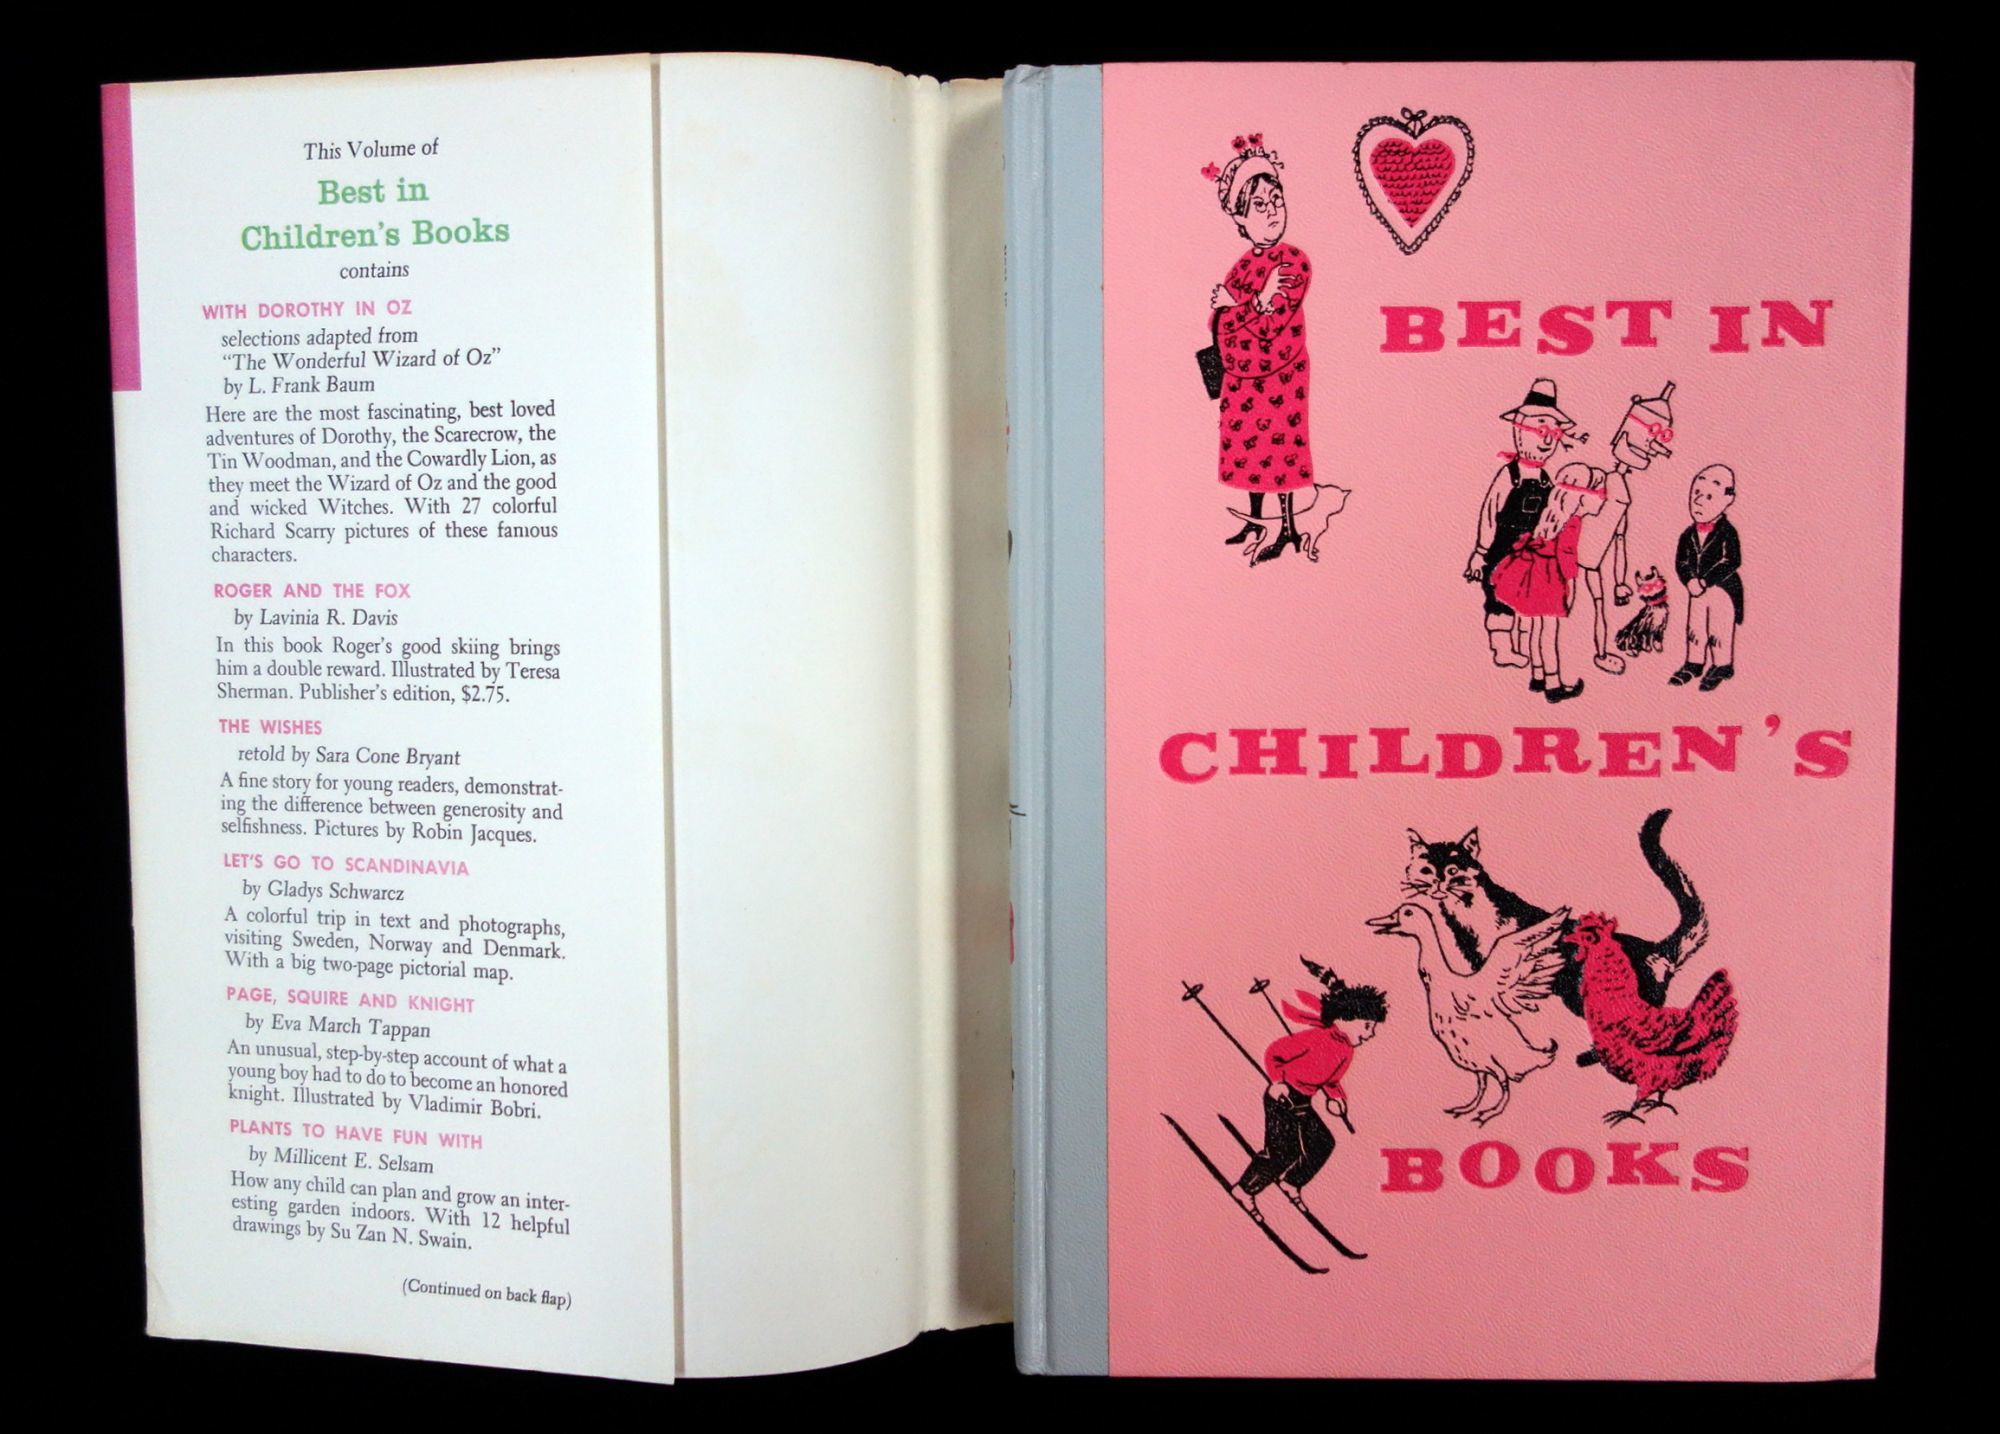 This Volume of
Best in
Children's Books
contains
WITH DOROTHY IN OZ
selections adapted from
“The Wonderful Wizard of Oz”
by L. Frank Baum
Here are the most fascinating, best loved
adventures of Dorothy, the Scarecrow, the
Tin Woodman, and the Cowardly Lion, as
they meet the Wizard of Oz and the good
and wicked Witches. With 27 colorful
Richard Scarry pictures of these famous
characters.
ROGER AND THE FOX
by Lavinia R. Davis
In this book Roger's good skiing brings
him a double reward. Illustrated by Teresa
Sherman. Publisher's edition, $2.75.
THE WISHES
retold by Sara Cone Bryant
A fine story for young readers, demonstrat-
ing the difference between generosity and
selfishness. Pictures by Robin Jacques.
LET'S GO TO SCANDINAVIA
by Gladys Schwarcz
A colorful trip in text and photographs,
visiting Sweden, Norway and Denmark.
With a big two-page pictorial map.
PAGE, SQUIRE AND KNIGHT
by Eva March Tappan
An unusual, step-by-step account of what a
young boy had to do to become an honored
knight. Illustrated by Vladimir Bobri.
PLANTS TO HAVE FUN WITH
by Millicent E. Selsam
How any child can plan and grow an inter-
esting garden indoors. With 12 helpful
drawings by Su Zan N. Swain.
(Continued on back flap)
BEST IN
CHILDREN'S
BOOKS